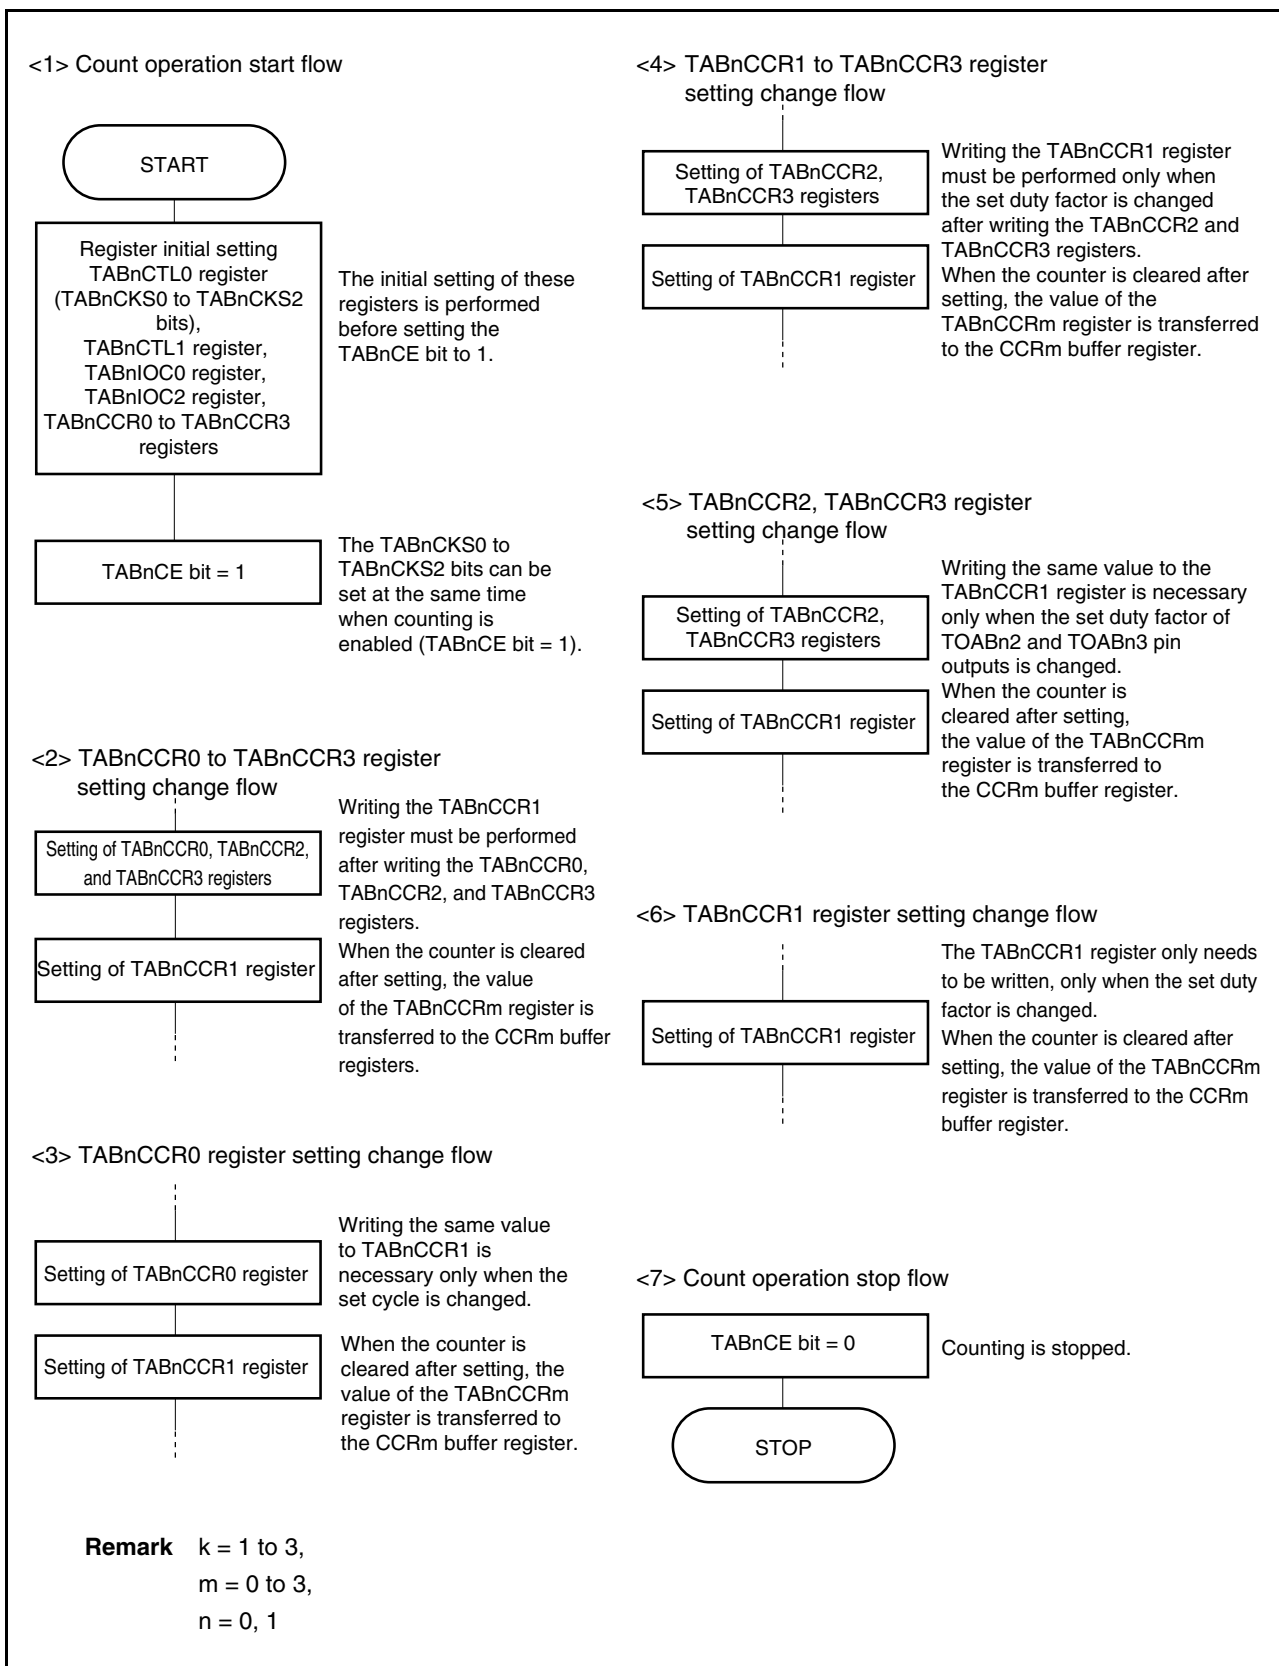 <1> Count operation start flow
START
Register initial setting
TABnCTL0 register
(TABnCKS0 to TABnCKS2
bits),
TABnCTL1 register,
TABnIOC0 register,
TABnIOC2 register,
TABnCCR0 to TABnCCR3
registers
The initial setting of these
registers is performed
before setting the
TABnCE bit to 1.
TABnCE bit = 1
The TABnCKS0 to
TABnCKS2 bits can be
set at the same time
when counting is
enabled (TABnCE bit = 1).
<2> TABnCCR0 to TABnCCR3 register
setting change flow
Setting of TABnCCR0, TABnCCR2,
and TABnCCR3 registers
Setting of TABnCCR1 register
Writing the TABnCCR1
register must be performed
after writing the TABnCCR0,
TABnCCR2, and TABnCCR3
registers.
When the counter is cleared
after setting, the value
of the TABnCCRm register is
transferred to the CCRm buffer
registers.
<3> TABnCCR0 register setting change flow
Setting of TABnCCR0 register
Setting of TABnCCR1 register
Writing the same value
to TABnCCR1 is
necessary only when the
set cycle is changed.
When the counter is
cleared after setting, the
value of the TABnCCRm
register is transferred to
the CCRm buffer register.
<4> TABnCCR1 to TABnCCR3 register
setting change flow
Setting of TABnCCR2,
TABnCCR3 registers
Setting of TABnCCR1 register
Writing the TABnCCR1 register
must be performed only when
the set duty factor is changed
after writing the TABnCCR2 and
TABnCCR3 registers.
When the counter is cleared after
setting, the value of the
TABnCCRm register is transferred
to the CCRm buffer register.
<5> TABnCCR2, TABnCCR3 register
setting change flow
Setting of TABnCCR2,
TABnCCR3 registers
Setting of TABnCCR1 register
Writing the same value to the
TABnCCR1 register is necessary
only when the set duty factor of
TOABn2 and TOABn3 pin
outputs is changed.
When the counter is
cleared after setting,
the value of the TABnCCRm
register is transferred to
the CCRm buffer register.
<6> TABnCCR1 register setting change flow
Setting of TABnCCR1 register
The TABnCCR1 register only needs
to be written, only when the set duty
factor is changed.
When the counter is cleared after
setting, the value of the TABnCCRm
register is transferred to the CCRm
buffer register.
<7> Count operation stop flow
TABnCE bit = 0
Counting is stopped.
STOP
Remark k = 1 to 3,
m = 0 to 3,
n = 0, 1